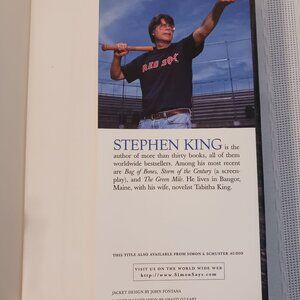 RED SOX
STEPHEN KING is the
author of more than thirty books, all of them
worldwide bestsellers. Among his most recent
are Bag of Bones, Storm of the Century (a screen-
play), and The Green Mile. He lives in Bangor,
Maine, with his wife, novelist Tabitha King.
THIS TITLE ALSO AVAILABLE FROM SIMON & SCHUSTER AUDIO
VISIT US ON THE WORLD WIDE WEB
http://www.SimonSays.com
JACKET DESIGN BY JOHN FONTANA